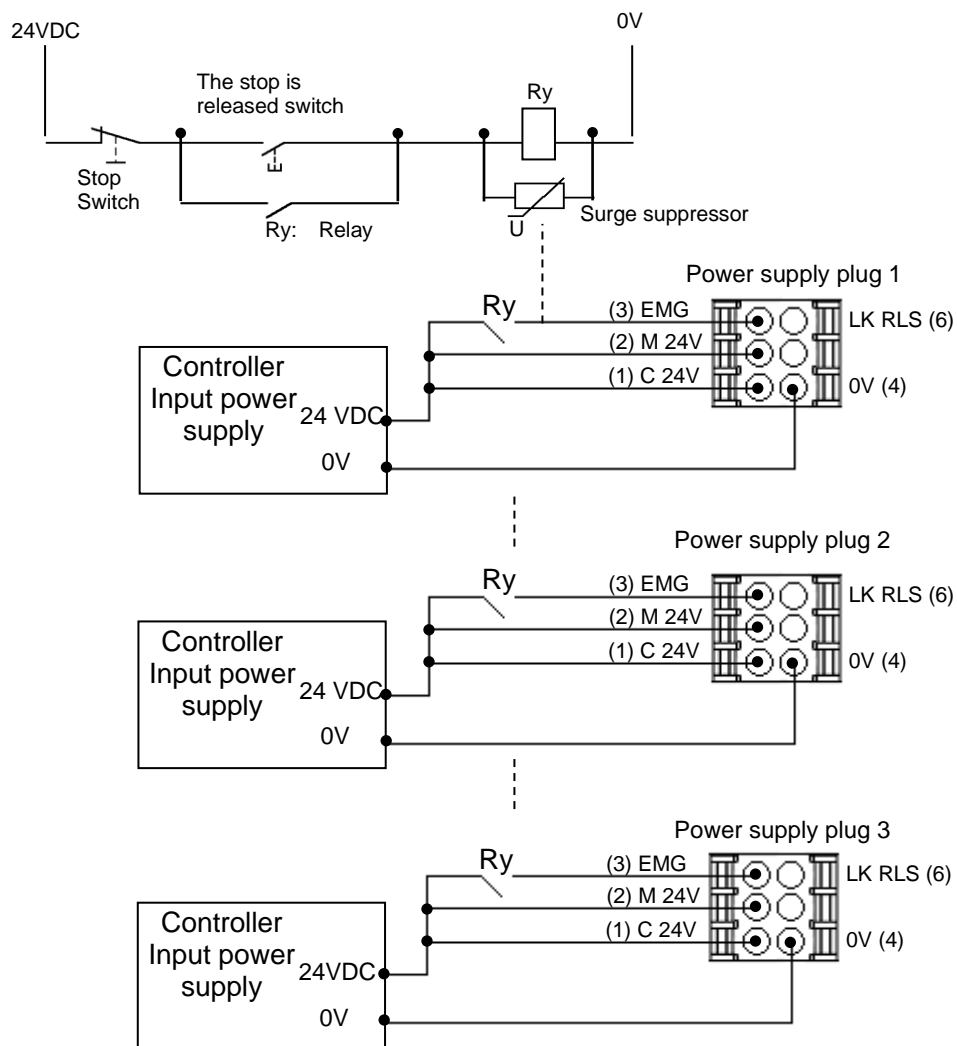 24VDC
0V
The stop is
released switch
Ry
Stop
Switch
Ry: Relay
U
Surge suppressor
Power supply plug 1
Ry
(3) EMG
LK RLS (6)
(2) M 24V
(1) C 24V
0V (4)
Controller
Input power
supply
24 VDC
0V
Power supply plug 2
Ry
(3) EMG
LK RLS (6)
(2) M 24V
(1) C 24V
0V (4)
Controller
Input power
supply
24 VDC
0V
Power supply plug 3
Ry
(3) EMG
LK RLS (6)
(2) M 24V
(1) C 24V
0V (4)
Controller
Input power
supply
24VDC
0V